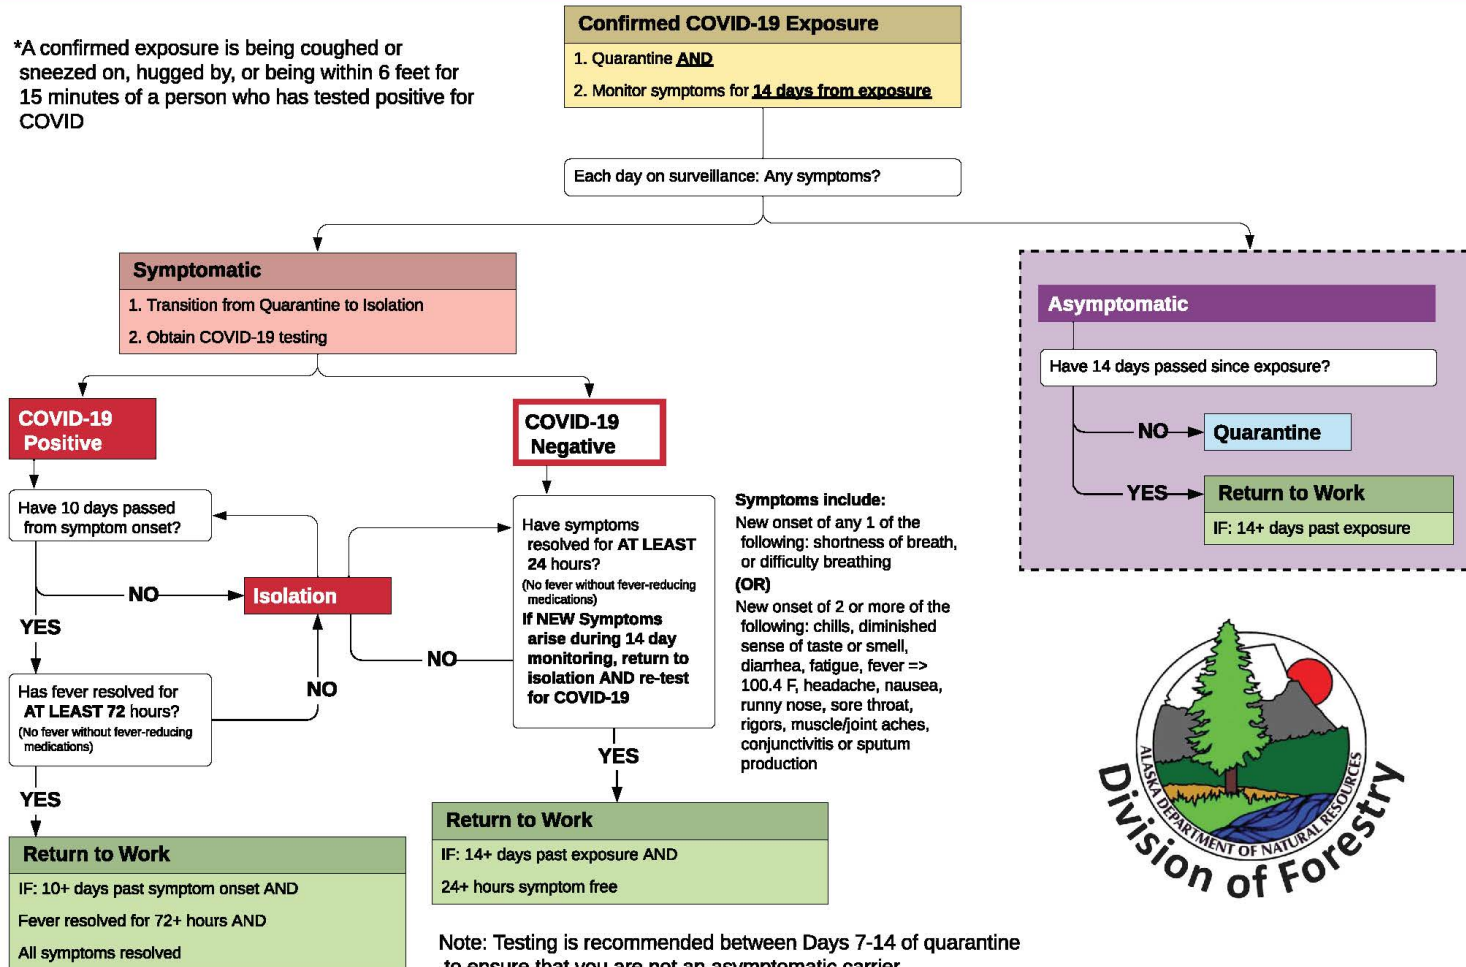 *A confirmed exposure is being coughed or
sneezed on, hugged by, or being within 6 feet for
15 minutes of a person who has tested positive for
COVID
Confirmed COVID-19 Exposure
1. Quarantine AND
2. Monitor symptoms for 14 days from exposure
Each day on surveillance: Any symptoms?
Symptomatic
1. Transition from Quarantine to Isolation
2. Obtain COVID-19 testing
COVID-19
Positive
Have 10 days passed
from symptom onset?
NO
Isolation
YES
Has fever resolved for
AT LEAST 72 hours?
(No fever without fever-reducing
medications)
NO
YES
Return to Work
IF: 10+ days past symptom onset AND
Fever resolved for 72+ hours AND
All symptoms resolved
COVID-19
Negative
Have symptoms
resolved for AT LEAST
24 hours?
(No fever without fever-reducing
medications)
If NEW Symptoms
arise during 14 day
monitoring, return to
isolation AND re-test
for COVID-19
NO
YES
Return to Work
IF: 14+ days past exposure AND
24+ hours symptom free
Symptoms include:
New onset of any 1 of the
following: shortness of breath,
or difficulty breathing
(OR)
New onset of 2 or more of the
following: chills, diminished
sense of taste or smell,
diarrhea, fatigue, fever =>
100.4 F, headache, nausea,
runny nose, sore throat,
rigors, muscle/joint aches,
conjunctivitis or sputum
production
Asymptomatic
Have 14 days passed since exposure?
NO
Quarantine
YES
Return to Work
IF: 14+ days past exposure
ALASKA DEPARTMENT OF NATURAL RESOURCES
Division of Forestry
Note: Testing is recommended between Days 7-14 of quarantine
to ensure that you are not an asymptomatic carrier